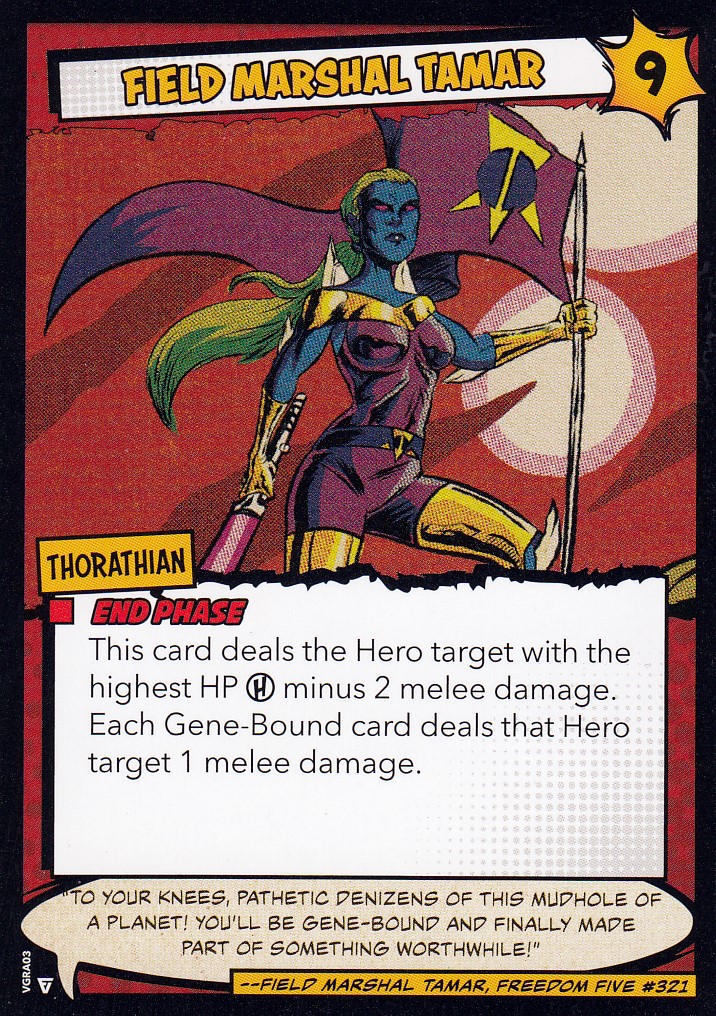 FIELD MARSHAL TAMAR
9
THORATHIAN
END PHASE
This card deals the Hero target with the
highest HP H minus 2 melee damage.
Each Gene-Bound card deals that Hero
target 1 melee damage.
"TO YOUR KNEES, PATHETIC DENIZENS OF THIS MUDHOLE OF
A PLANET! YOU'LL BE GENE-BOUND AND FINALLY MADE
PART OF SOMETHING WORTHWHILE!"
--FIELD MARSHAL TAMAR, FREEDOM FIVE #321
VGRA03